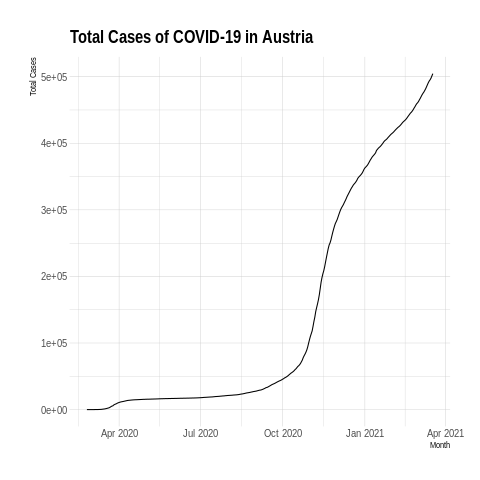 Total Cases of COVID-19 in Austria
Total Cases
5e+05
4e+05
3e+05
2e+05
1e+05
0e+00
Apr 2020 Jul 2020 Oct 2020 Jan 2021 Apr 2021
Month